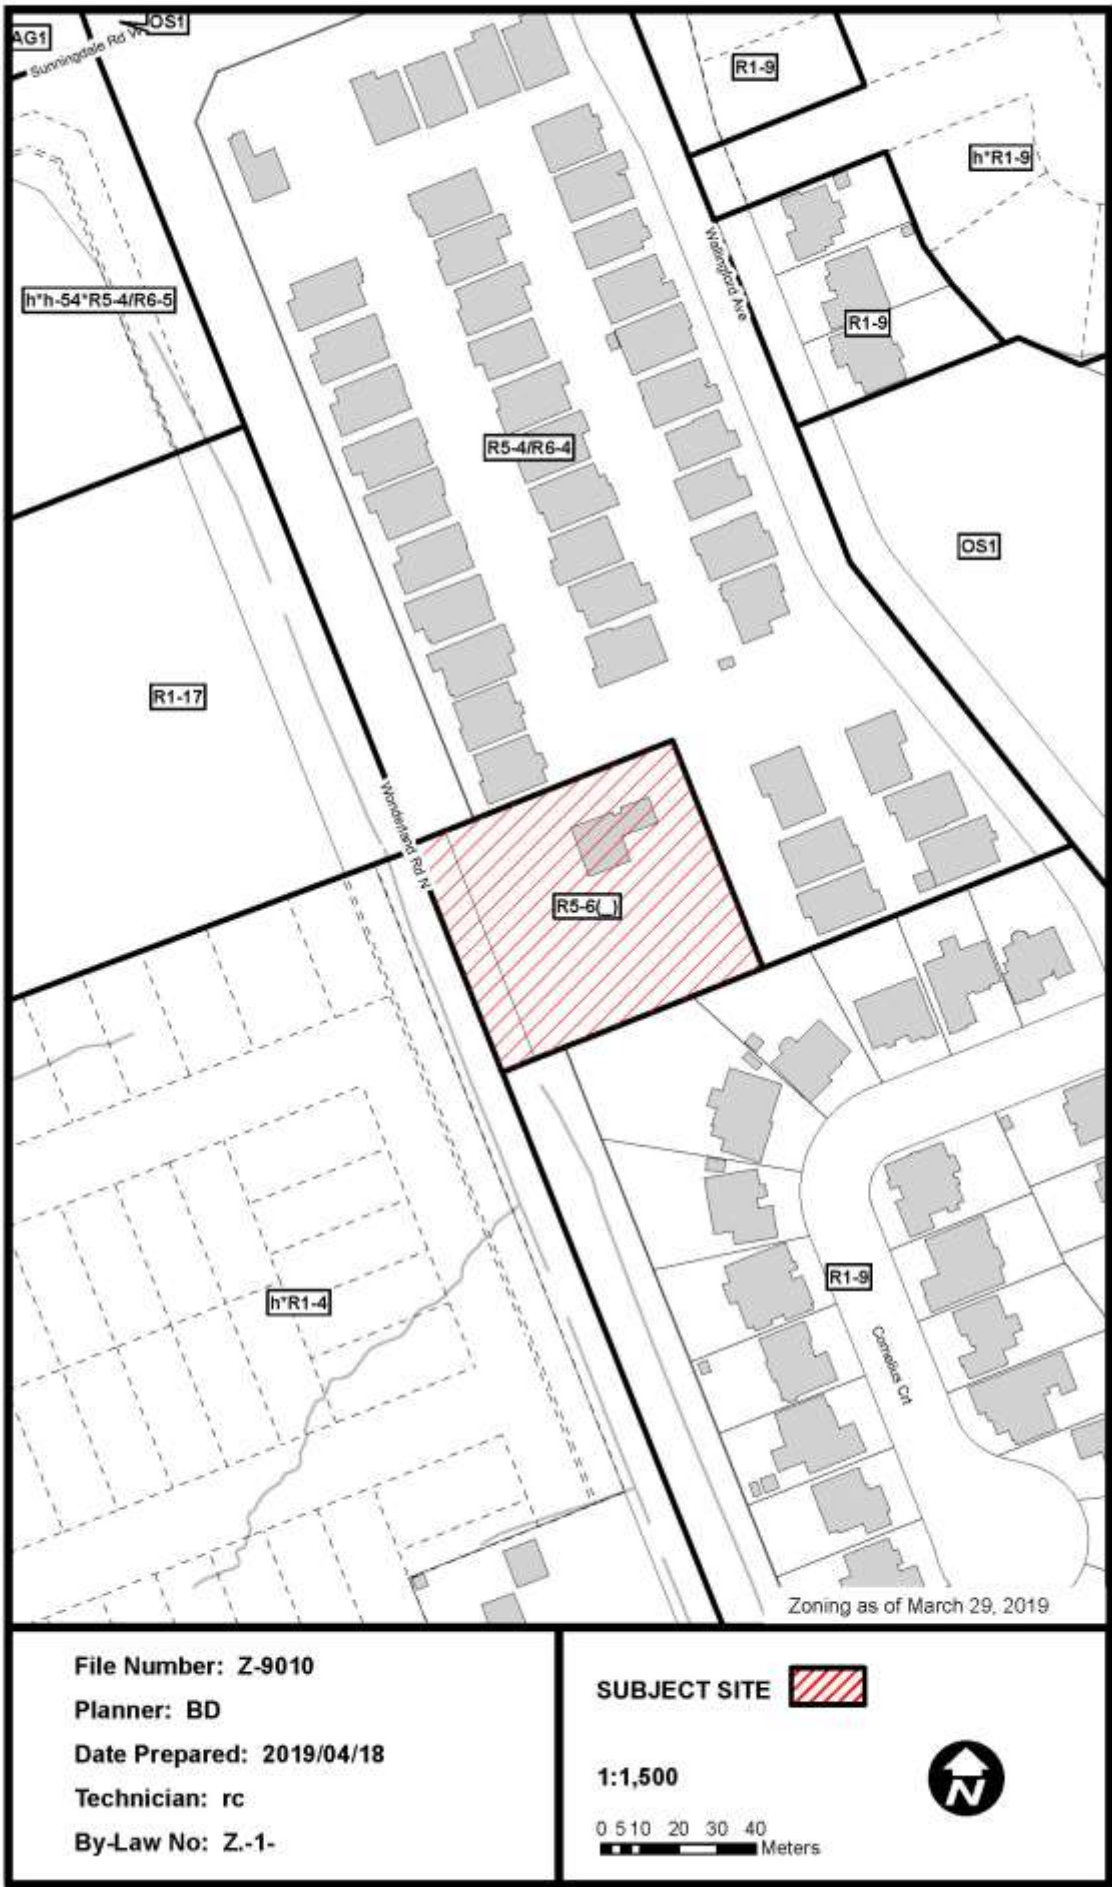 AG1
OS1
Sunningdale Rd W
R1-9
h*R1-9
h*h-54*R5-4/R6-5
Wallingford Ave
R1-9
R5-4/R6-4
OS1
R1-17
Wonderland Rd N
R5-6(_)
h*R1-4
R1-9
Cornelius Crt
Zoning as of March 29, 2019
File Number: Z-9010
Planner: BD
Date Prepared: 2019/04/18
Technician: rc
By-Law No: Z.-1-
SUBJECT SITE
1:1,500
N
0 5 10 20 30 40
Meters